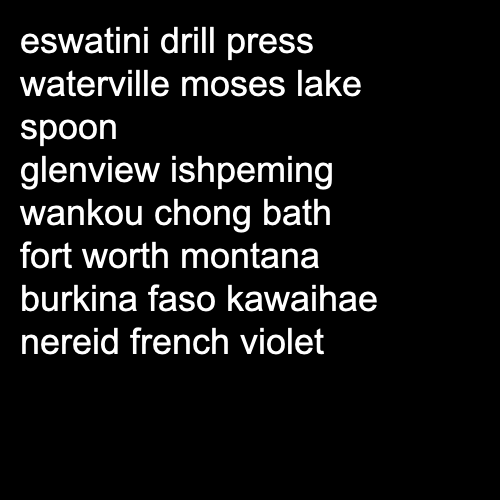 eswatini drill press
waterville moses lake
spoon
glenview ishpeming
wankou chong bath
fort worth montana
burkina faso kawaihae
nereid french violet